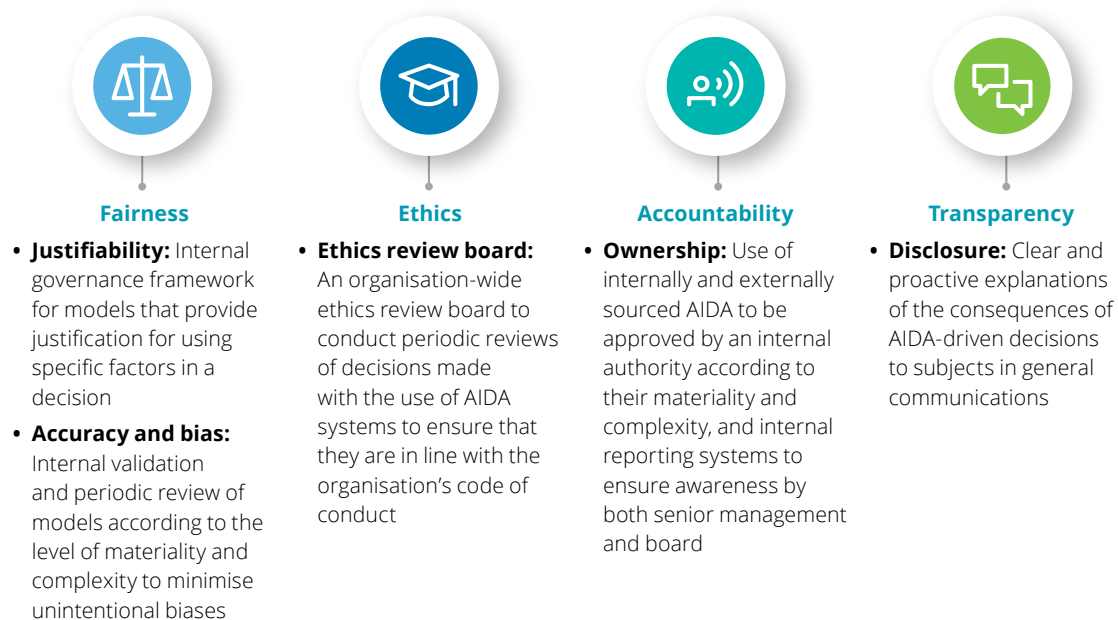 Fairness
• Justifiability: Internal
governance framework
for models that provide
justification for using
specific factors in a
decision
• Accuracy and bias:
Internal validation
and periodic review of
models according to the
level of materiality and
complexity to minimise
unintentional biases
Ethics
• Ethics review board:
An organisation-wide
ethics review board to
conduct periodic reviews
of decisions made
with the use of AIDA
systems to ensure that
they are in line with the
organisation’s code of
conduct
Accountability
• Ownership: Use of
internally and externally
sourced AIDA to be
approved by an internal
authority according to
their materiality and
complexity, and internal
reporting systems to
ensure awareness by
both senior management
and board
Transparency
• Disclosure: Clear and
proactive explanations
of the consequences of
AIDA-driven decisions
to subjects in general
communications